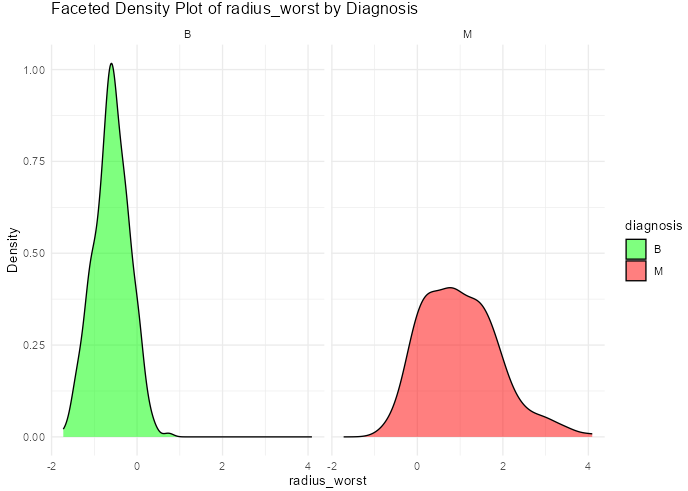 Faceted Density Plot of radius_worst by Diagnosis
B
M
1.00
0.75
0.50
0.25
0.00
Density
-2
0
2
4
-2
0
2
4
radius_worst
diagnosis
B
M